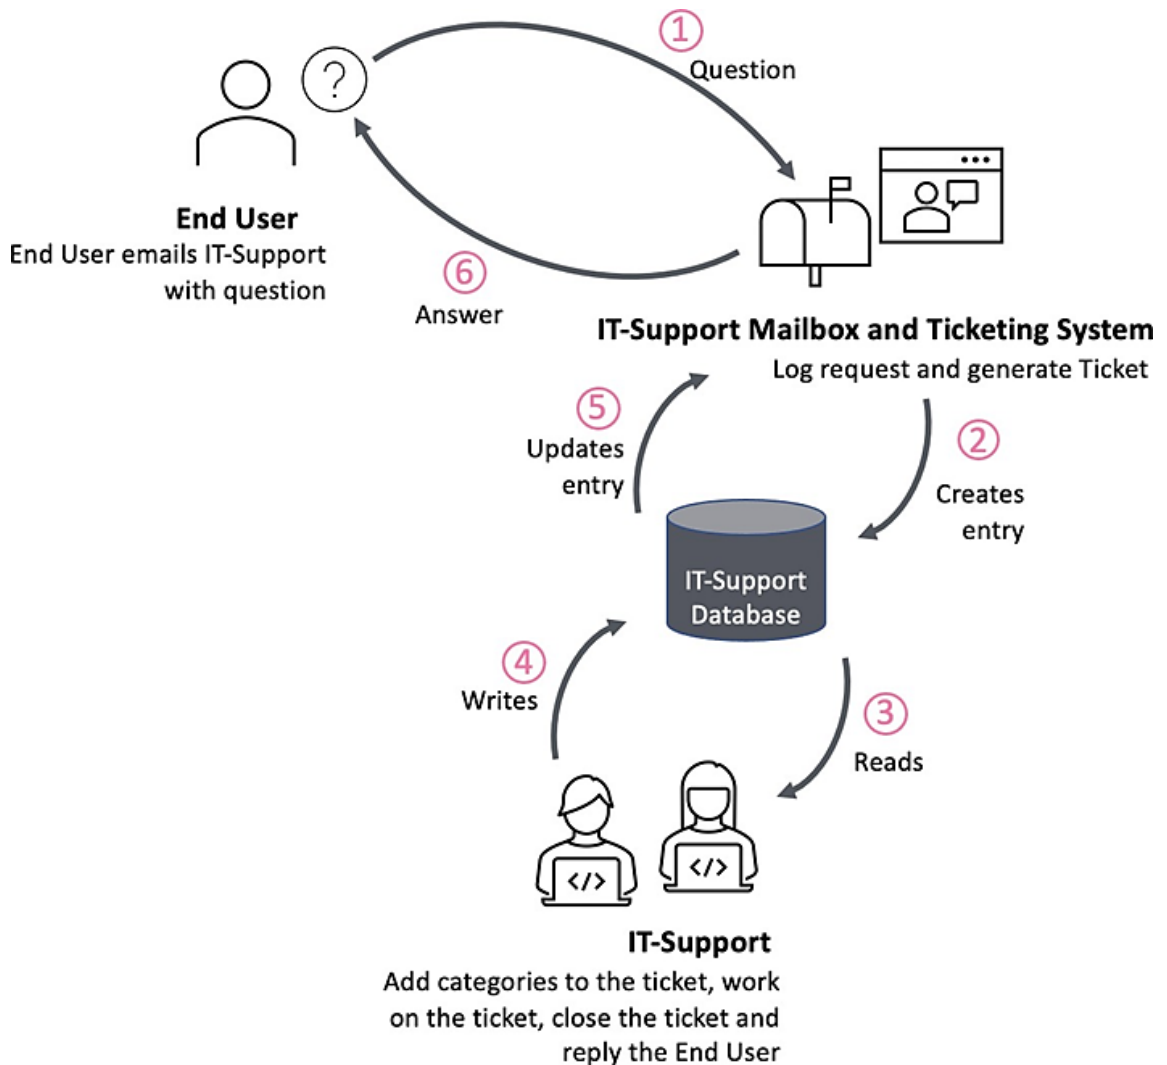 ①
Question
?
End User
End User emails IT-Support
with question
⑥
Answer
IT-Support Mailbox and Ticketing System
Log request and generate Ticket
⑤
Updates
entry
②
Creates
entry
IT-Support
Database
④
Writes
③
Reads
</>
</>
IT-Support
Add categories to the ticket, work
on the ticket, close the ticket and
reply the End User